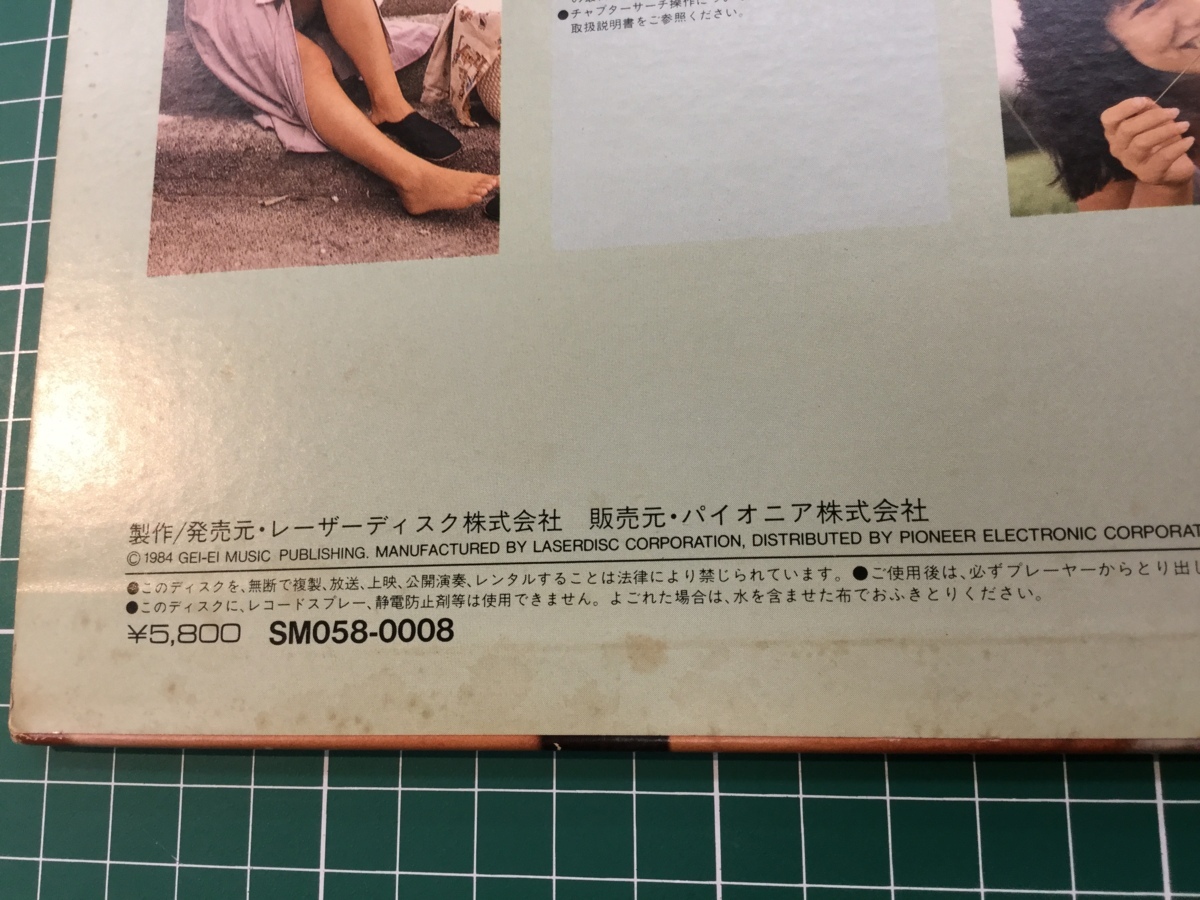 ●チャプターサーチ操作につ
取扱説明書をご参照ください。
製作/発売元・レーザーディスク株式会社 販売元・パイオニア株式会社
©1984 GEI-EI MUSIC PUBLISHING. MANUFACTURED BY LASERDISC CORPORATION, DISTRIBUTED BY PIONEER ELECTRONIC CORPORAT
●このディスクを、無断で複製、放送、上映、公開演奏、レンタルすることは法律により禁じられています。●ご使用後は、必ずプレーヤーからとり出し
●このディスクに、レコードスプレー、静電防止剤等は使用できません。よごれた場合は、水を含ませた布でおふきとりください。
¥5,800 SM058-0008